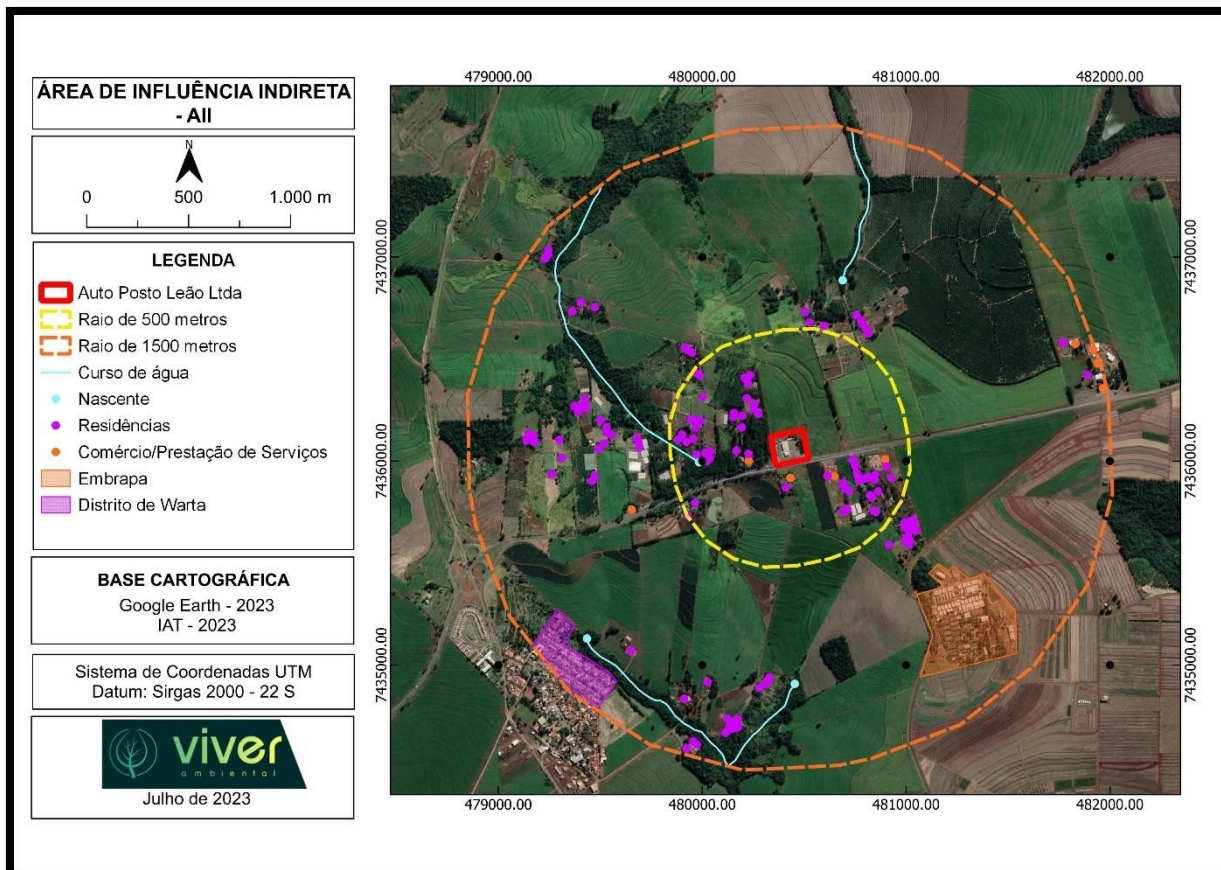 ÁREA DE INFLUÊNCIA INDIRETA
- AII
N
0 500 1.000 m
LEGENDA
Auto Posto Leão Ltda
Raio de 500 metros
Raio de 1500 metros
Curso de água
Nascente
Residências
Comércio/Prestação de Serviços
Embrapa
Distrito de Warta
BASE CARTOGRÁFICA
Google Earth - 2023
IAT - 2023
Sistema de Coordenadas UTM
Datum: Sirgas 2000 - 22 S
viver
ambiental
Julho de 2023
479000.00 480000.00 481000.00 482000.00
7437000.00 7437000.00
7436000.00 7436000.00
7435000.00 7435000.00
479000.00 480000.00 481000.00 482000.00